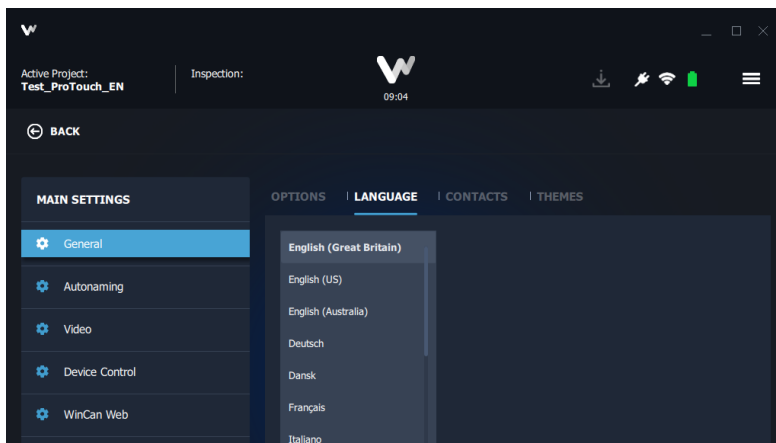 Active Project:
Test_ProTouch_EN
Inspection:
09:04
BACK
MAIN SETTINGS
General
Autonaming
Video
Device Control
WinCan Web
OPTIONS
LANGUAGE
CONTACTS
THEMES
English (Great Britain)
English (US)
English (Australia)
Deutsch
Dansk
Français
Italiano